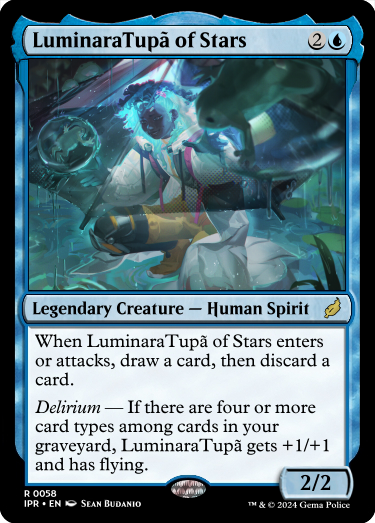 LuminaraTupã of Stars 2
Legendary Creature — Human Spirit
When LuminaraTupã of Stars enters
or attacks, draw a card, then discard a
card.
Delirium — If there are four or more
card types among cards in your
graveyard, LuminaraTupã gets +1/+1
and has flying.
2/2
R 0058
IPR • EN Sean Budanio
™ & © 2024 Gema Police